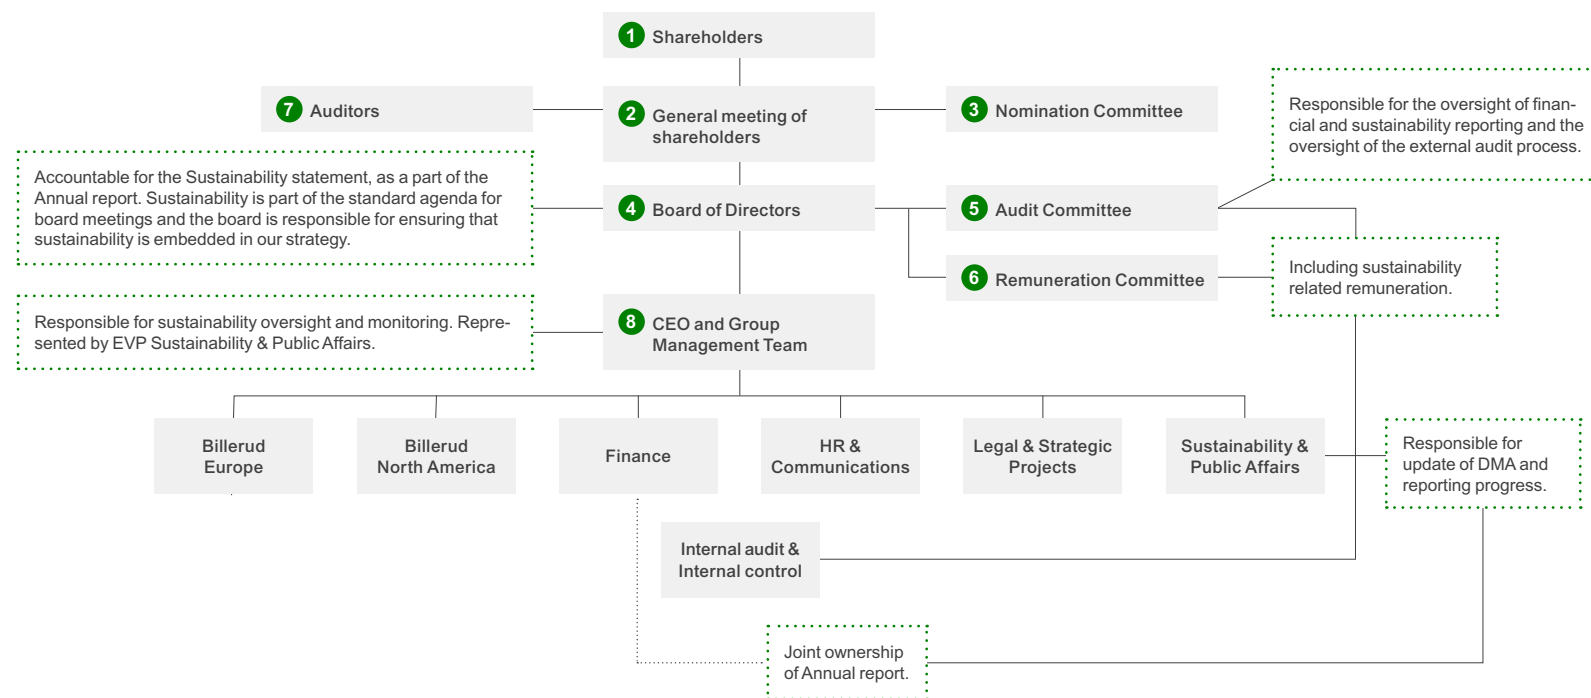 1 Shareholders
7 Auditors
2 General meeting of
shareholders
3 Nomination Committee
Responsible for the oversight of finan-
cial and sustainability reporting and the
oversight of the external audit process.
Accountable for the Sustainability statement, as a part of the
Annual report. Sustainability is part of the standard agenda for
board meetings and the board is responsible for ensuring that
sustainability is embedded in our strategy.
4 Board of Directors
5 Audit Committee
6 Remuneration Committee
Including sustainability
related remuneration.
Responsible for sustainability oversight and monitoring. Repre-
sented by EVP Sustainability & Public Affairs.
8 CEO and Group
Management Team
Billerud
Europe
Billerud
North America
Finance
HR &
Communications
Legal & Strategic
Projects
Sustainability &
Public Affairs
Responsible for
update of DMA and
reporting progress.
Internal audit &
Internal control
Joint ownership
of Annual report.